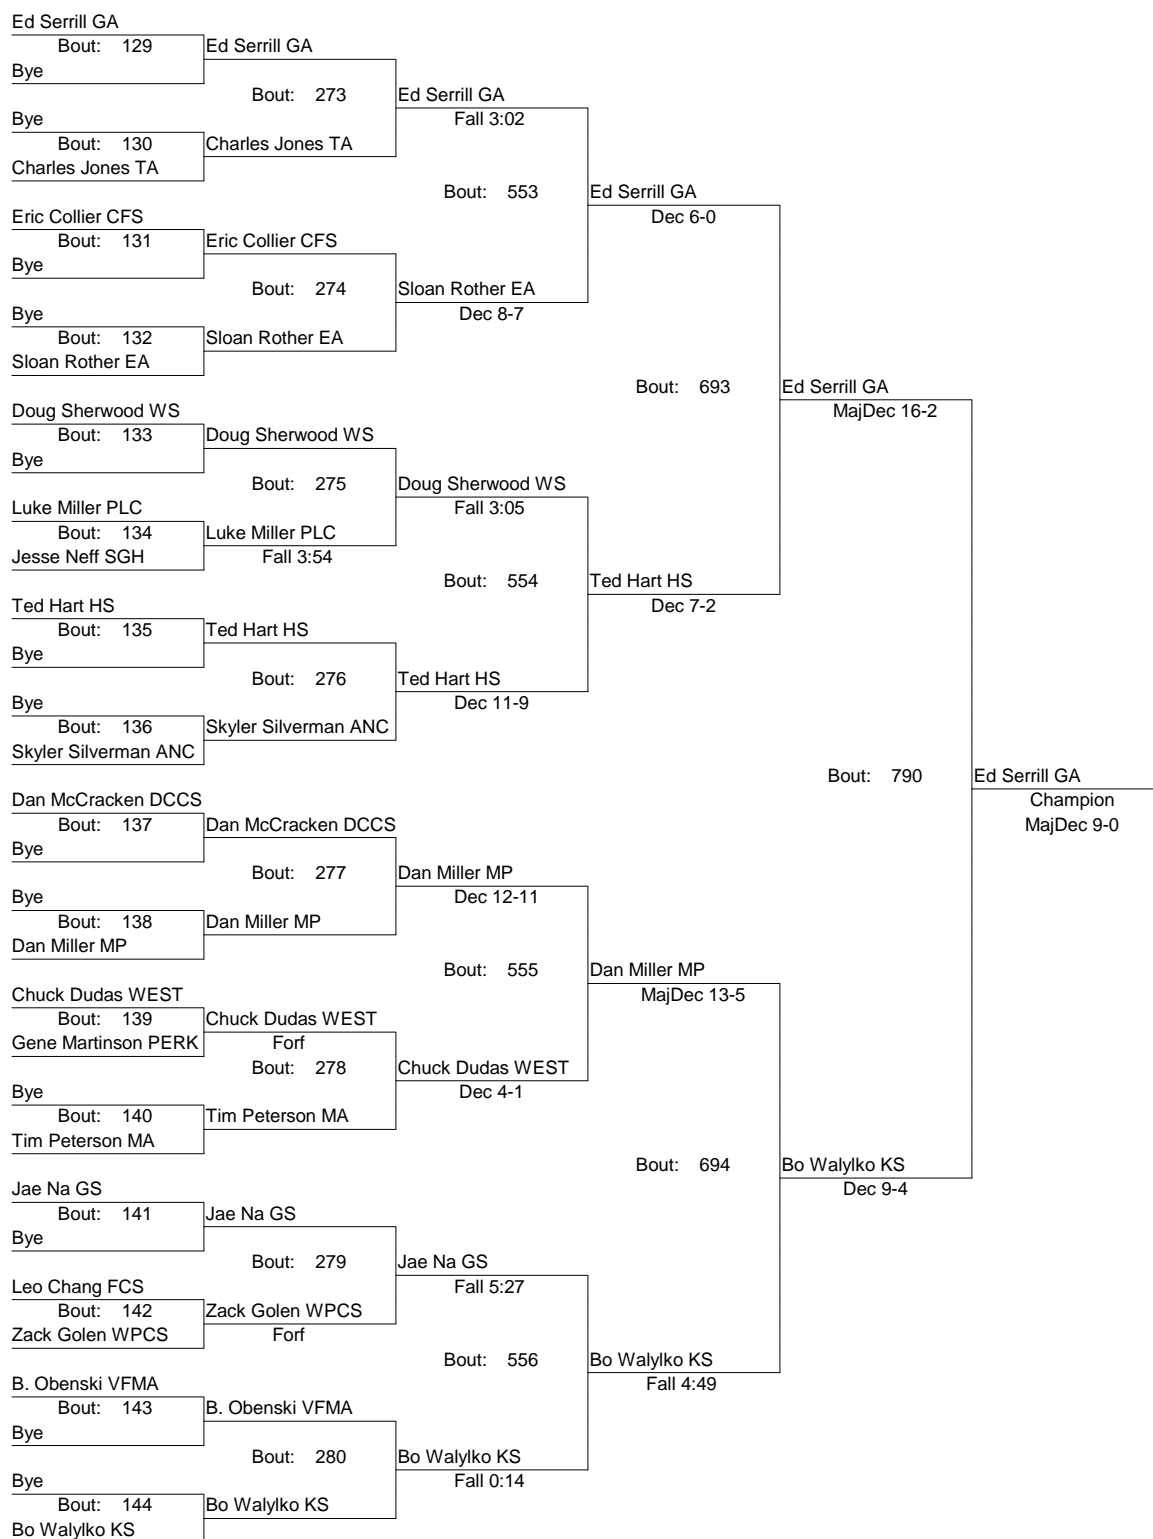 Ed Serrill GA
Bout: 129 Ed Serrill GA
Bye
Bout: 273 Ed Serrill GA
Bye Fall 3:02
Bout: 130 Charles Jones TA
Charles Jones TA
Bout: 553 Ed Serrill GA
Eric Collier CFS Dec 6-0
Bout: 131 Eric Collier CFS
Bye
Bout: 274 Sloan Rother EA
Bye Dec 8-7
Bout: 132 Sloan Rother EA
Sloan Rother EA
Bout: 693 Ed Serrill GA
Doug Sherwood WS MajDec 16-2
Bout: 133 Doug Sherwood WS
Bye
Bout: 275 Doug Sherwood WS
Luke Miller PLC Fall 3:05
Bout: 134 Luke Miller PLC
Jesse Neff SGH Fall 3:54
Bout: 554 Ted Hart HS
Ted Hart HS Dec 7-2
Bout: 135 Ted Hart HS
Bye
Bout: 276 Ted Hart HS
Bye Dec 11-9
Bout: 136 Skyler Silverman ANC
Skyler Silverman ANC
Bout: 790 Ed Serrill GA
Dan McCracken DCCS Champion
Bout: 137 Dan McCracken DCCS MajDec 9-0
Bye
Bout: 277 Dan Miller MP
Bye Dec 12-11
Bout: 138 Dan Miller MP
Dan Miller MP
Bout: 555 Dan Miller MP
Chuck Dudas WEST MajDec 13-5
Bout: 139 Chuck Dudas WEST
Gene Martinson PERK Forf
Bout: 278 Chuck Dudas WEST
Bye Dec 4-1
Bout: 140 Tim Peterson MA
Tim Peterson MA
Bout: 694 Bo Walylko KS
Jae Na GS Dec 9-4
Bout: 141 Jae Na GS
Bye
Bout: 279 Jae Na GS
Leo Chang FCS Fall 5:27
Bout: 142 Zack Golen WPCS
Zack Golen WPCS Forf
Bout: 556 Bo Walylko KS
B. Obenski VFMA Fall 4:49
Bout: 143 B. Obenski VFMA
Bye
Bout: 280 Bo Walylko KS
Bye Fall 0:14
Bout: 144 Bo Walylko KS
Bo Walylko KS